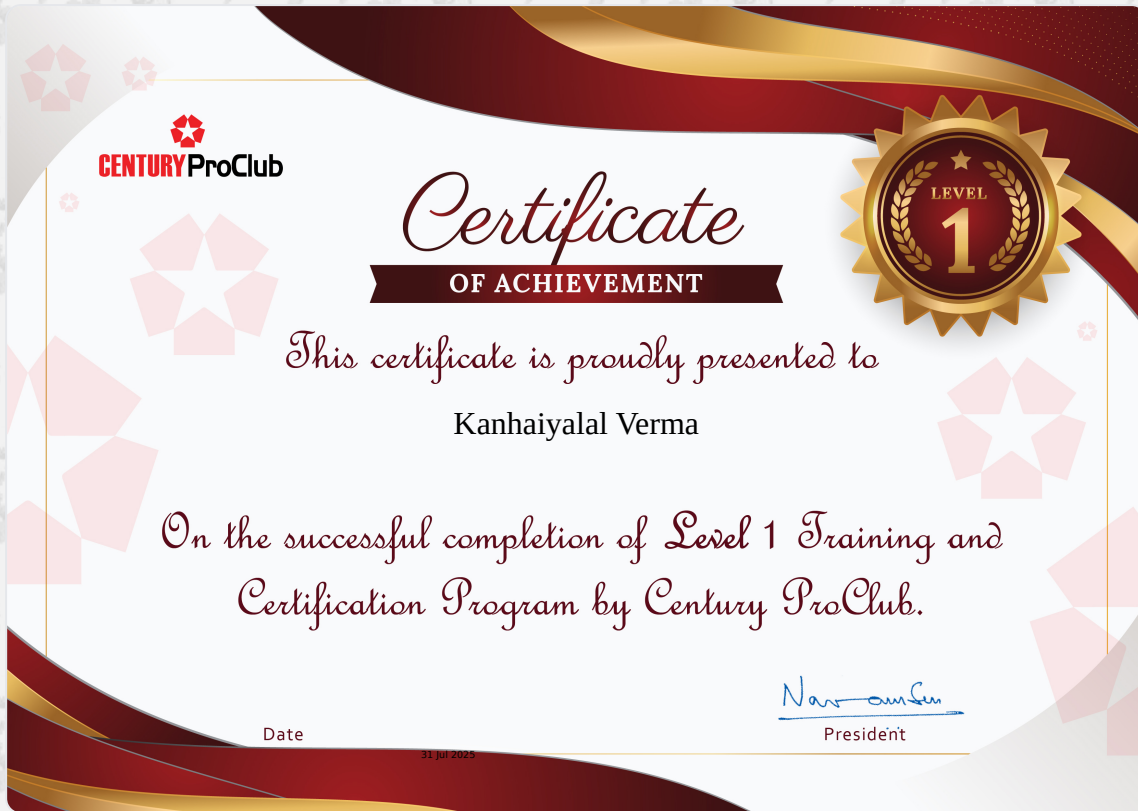 CENTURY ProClub
LEVEL
1
Certificate
OF ACHIEVEMENT
This certificate is proudly presented to
Kanhaiyalal Verma
On the successful completion of Level 1 Training and
Certification Program by Century ProClub.
Date
President
31 Jul 2025